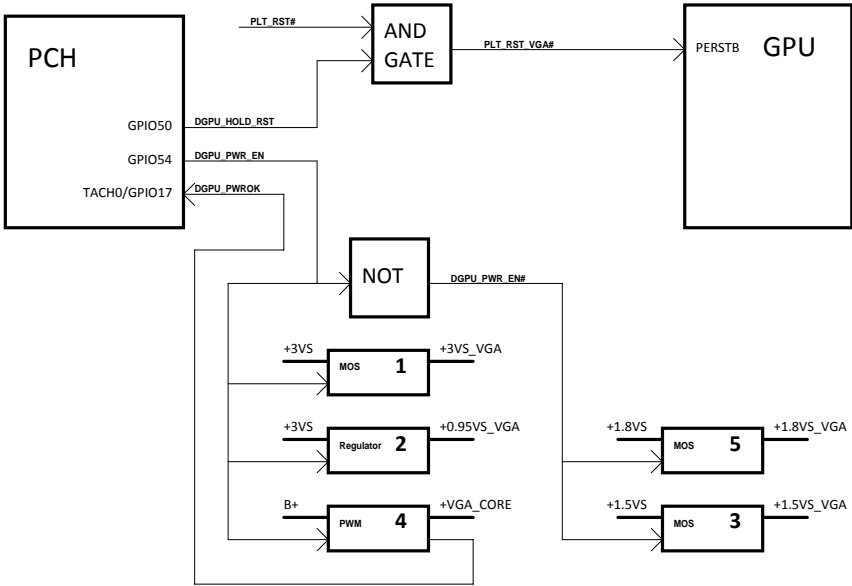 PLT_RST#
AND
GATE
PCH
PLT_RST_VGA#
PERSTB
GPU
GPIO50
DGPU_HOLD_RST
GPIO54
DGPU_PWR_EN
TACH0/GPIO17
DGPU_PWROK
NOT
DGPU_PWR_EN#
+3VS
MOS
1
+3VS_VGA
+3VS
Regulator
2
+0.95VS_VGA
+1.8VS
MOS
5
+1.8VS_VGA
B+
PWM
4
+VGA_CORE
+1.5VS
MOS
3
+1.5VS_VGA